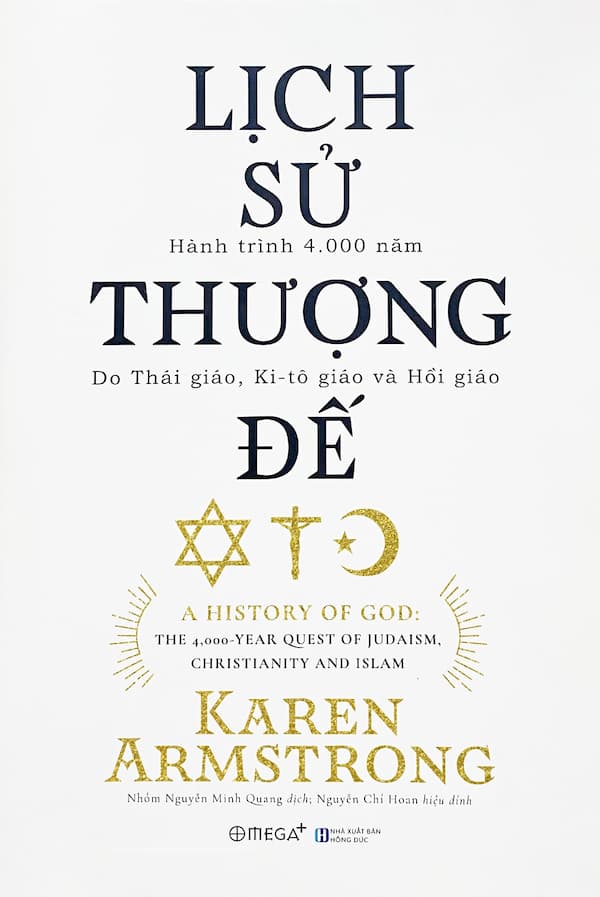 LỊCH
SỬ
Hành trình 4.000 năm
THƯỢNG
Do Thái giáo, Ki-tô giáo và Hồi giáo
ĐẾ
A HISTORY OF GOD:
THE 4,000-YEAR QUEST OF JUDAISM,
CHRISTIANITY AND ISLAM
KAREN
ARMSTRONG
Nhóm Nguyễn Minh Quang dịch; Nguyễn Chí Hoan hiệu đính
OMEGA+
NHÀ XUẤT BẢN
HỒNG ĐỨC